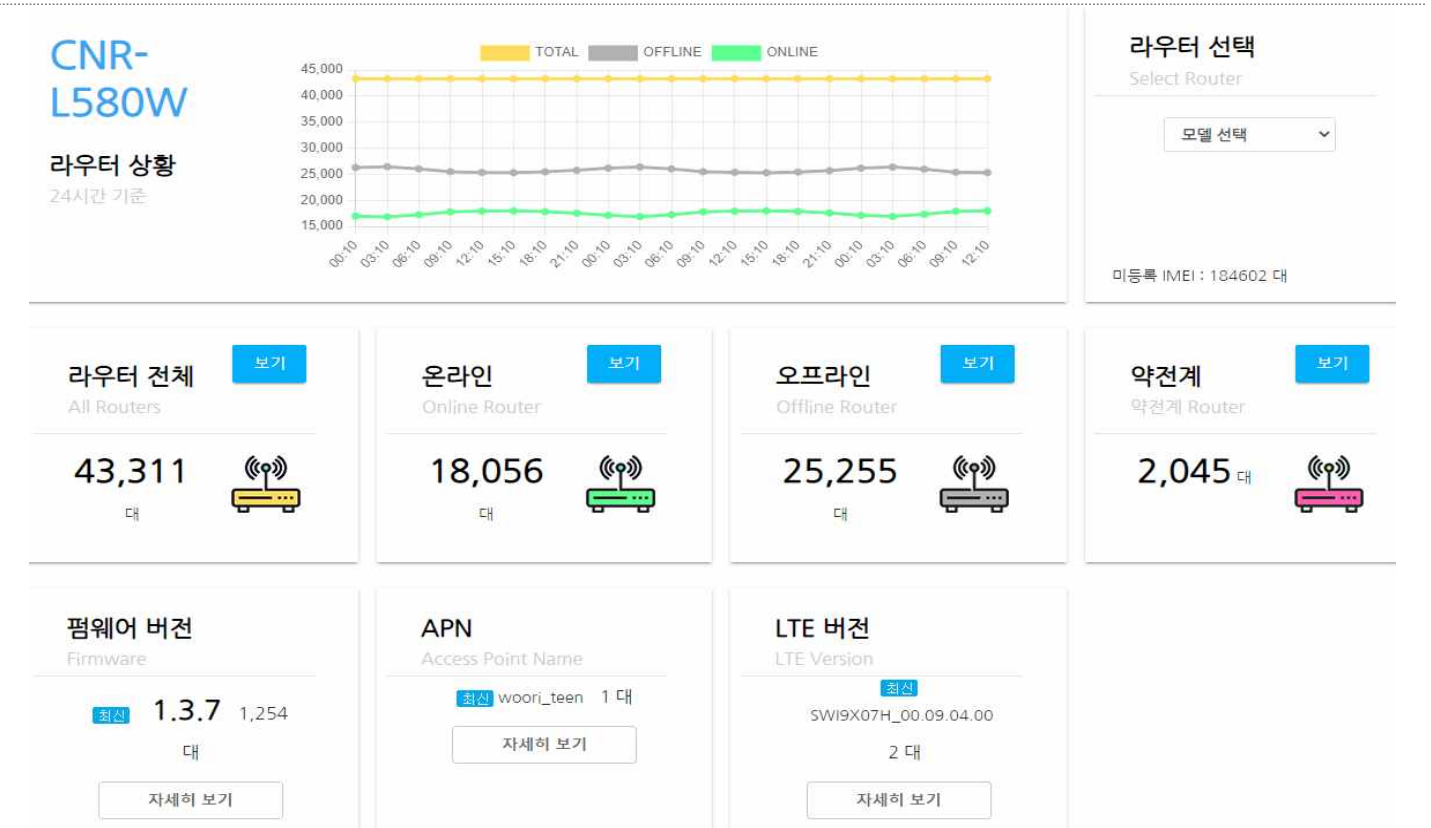 CNR-
L580W
라우터 상황
24시간 기준
TOTAL OFFLINE ONLINE
45,000
40,000
35,000
30,000
25,000
20,000
15,000
00:10 03:10 06:10 09:10 12:10 15:10 18:10 21:10 00:10 03:10 06:10 09:10 12:10 15:10 18:10 21:10 00:10 03:10 06:10 09:10 12:10
라우터 선택
Select Router
모델 선택
미등록 IMEI : 184602 대
라우터 전체 보기
All Routers
43,311
대
온라인 보기
Online Router
18,056
대
오프라인 보기
Offline Router
25,255
대
약전계 보기
약전계 Router
2,045 대
펌웨어 버전
Firmware
최신 1.3.7 1,254
대
자세히 보기
APN
Access Point Name
최신 woori_teen 1 대
자세히 보기
LTE 버전
LTE Version
최신
SWI9X07H_00.09.04.00
2 대
자세히 보기